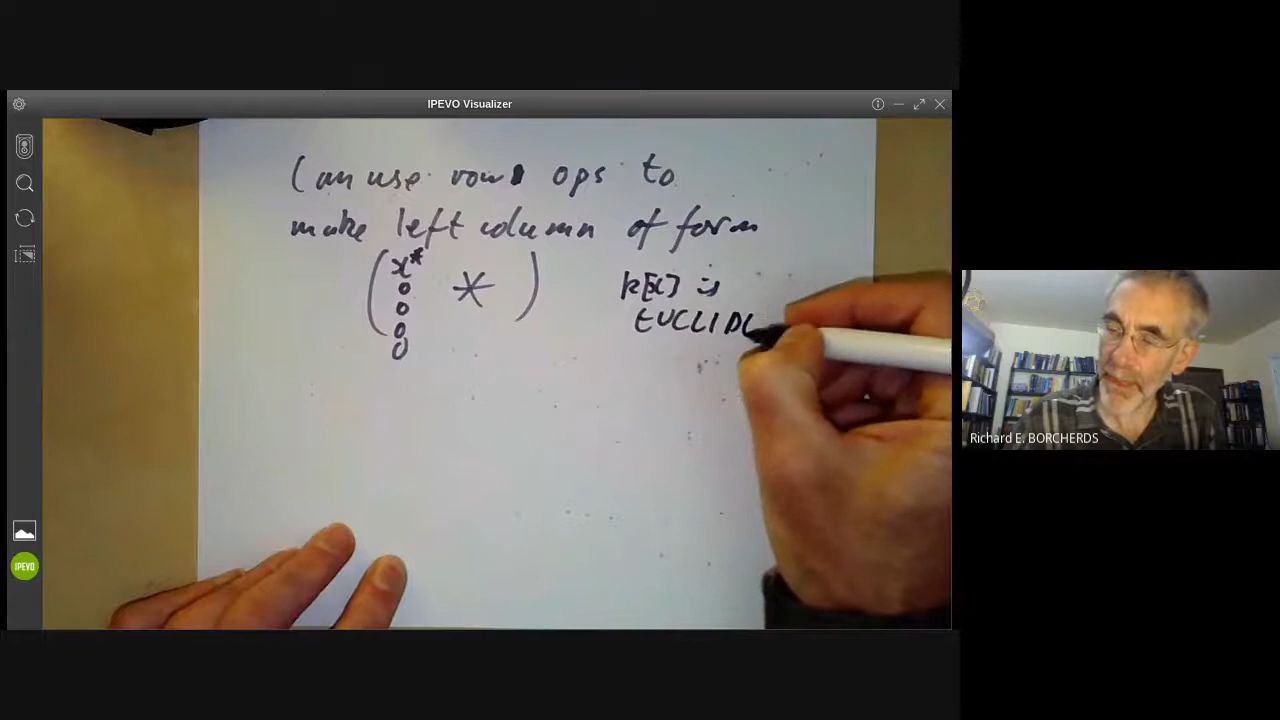 IPEVO Visualizer
Can use row ops to
make left column of form
( x* 0 0 0 0 * )
k[x] is
EUCLID
Richard E. BORCHERDS
IPEVO